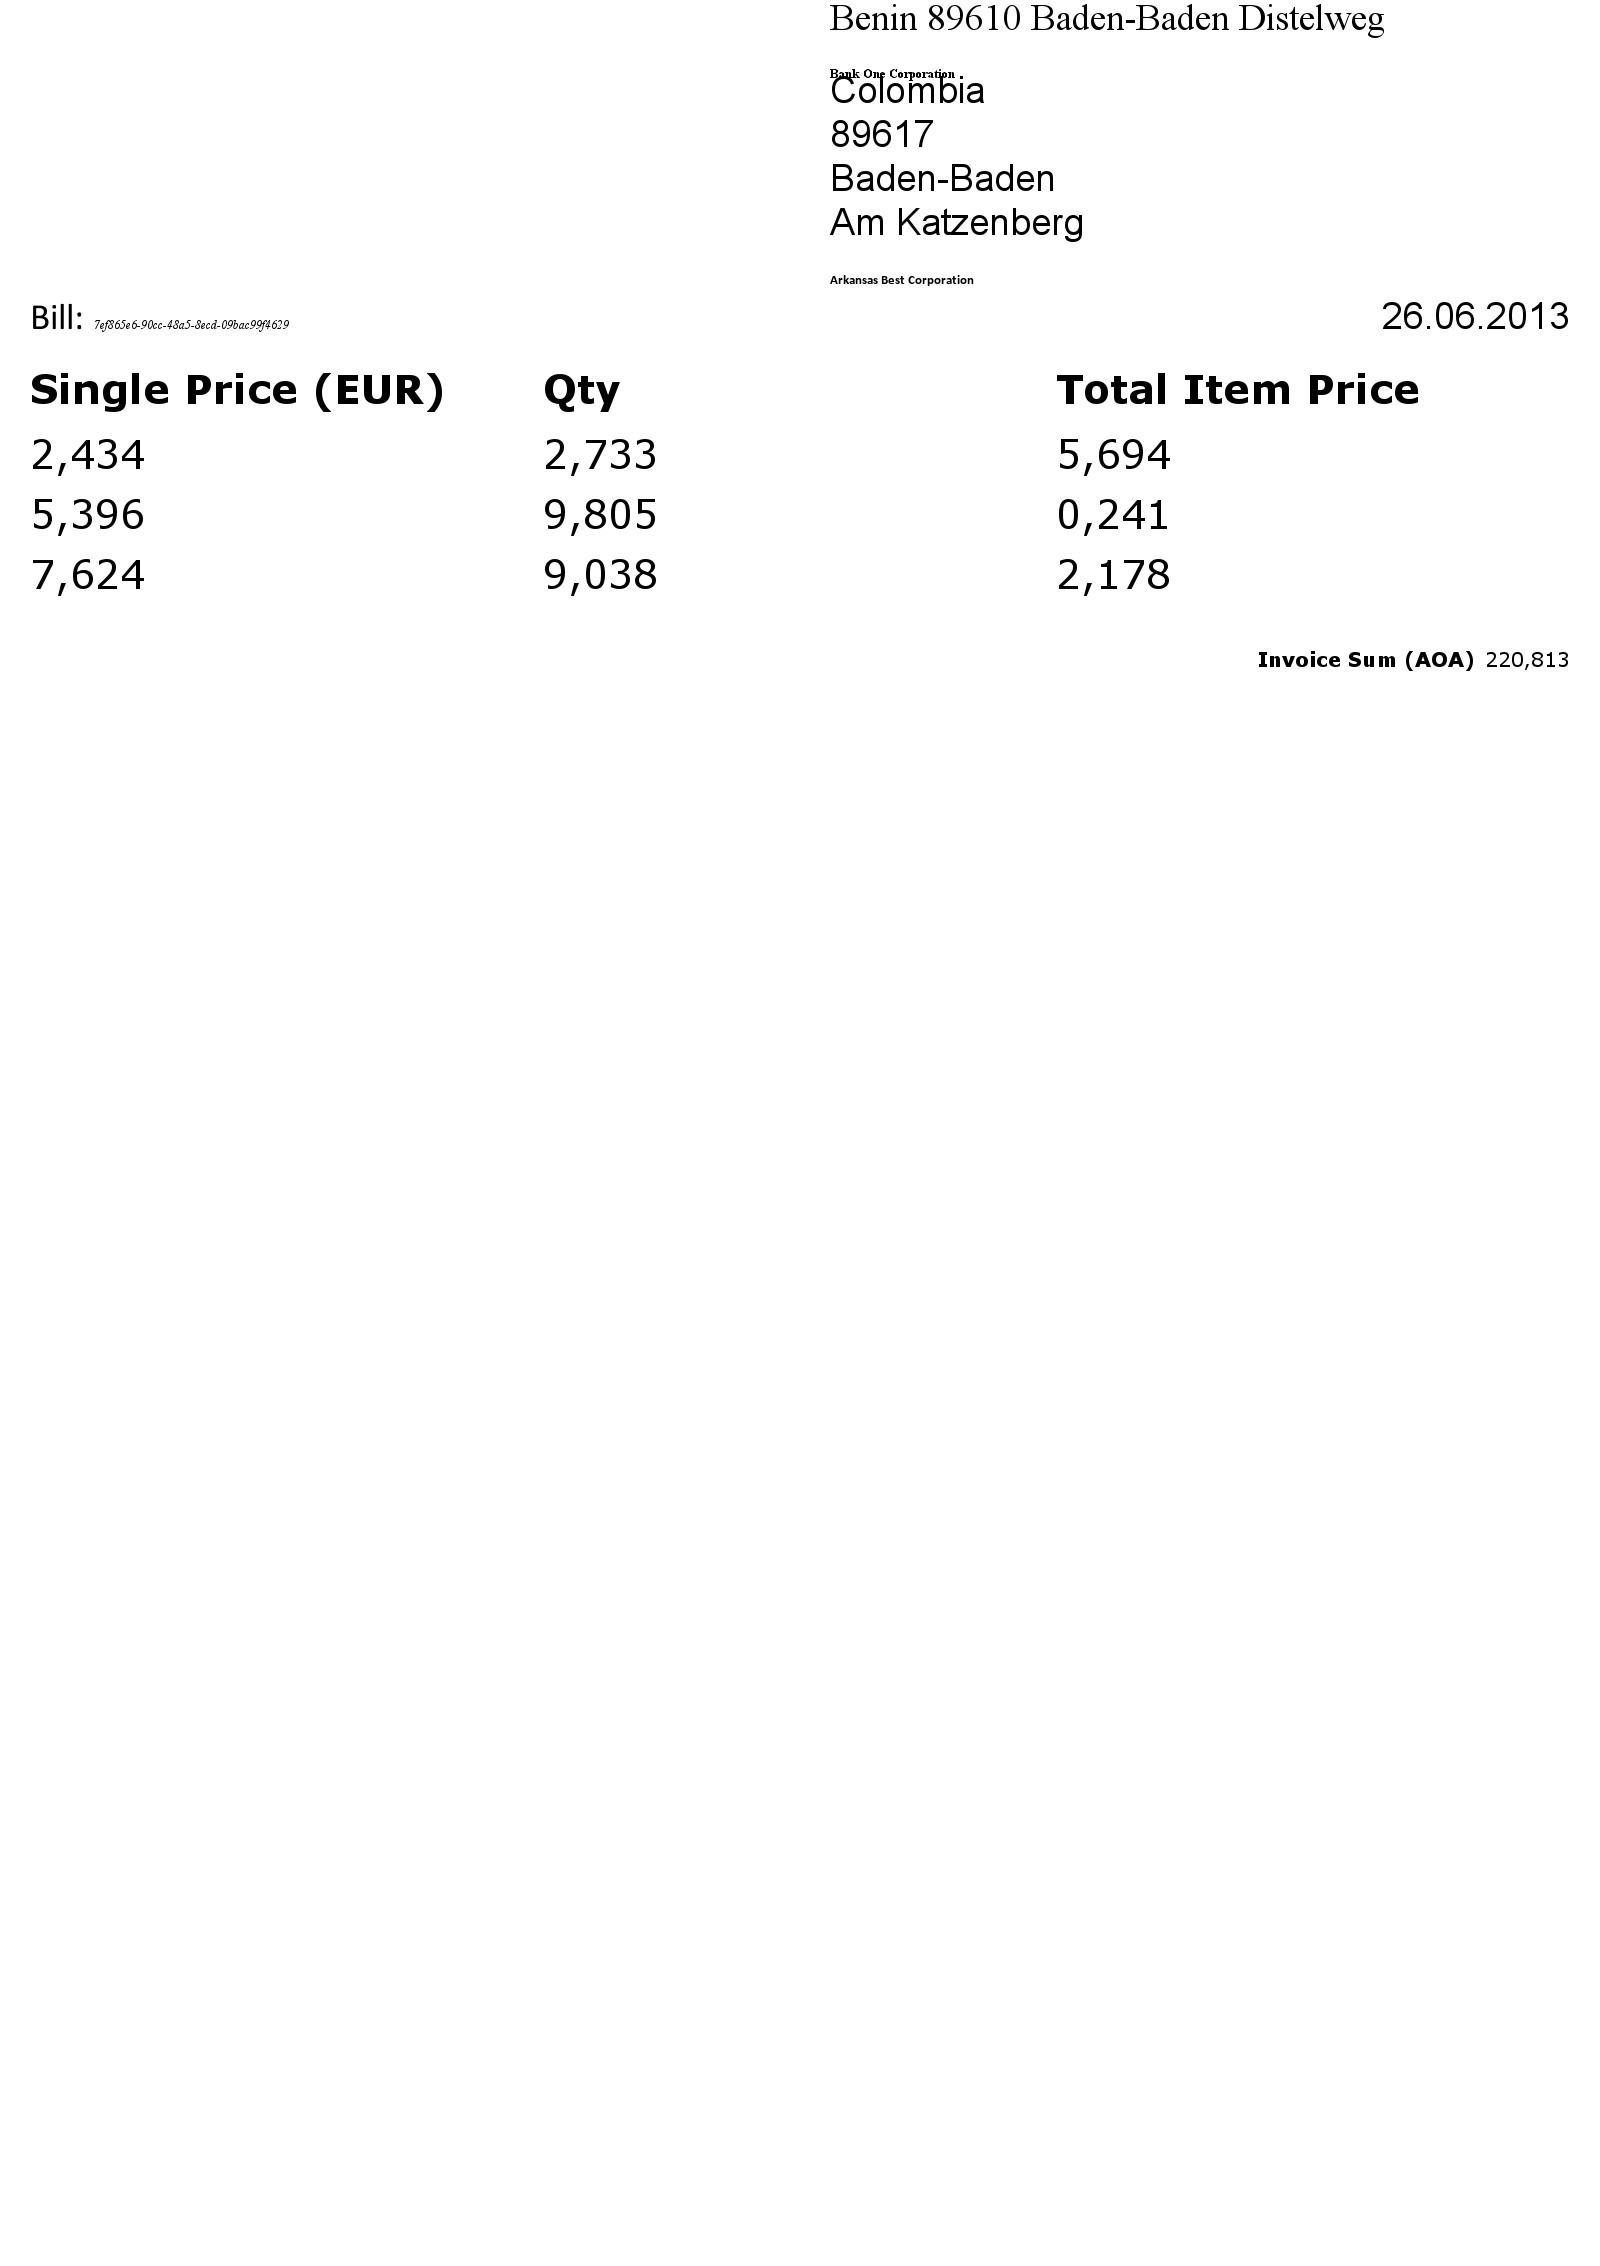 Benin 89610 Baden-Baden Distelweg
Bank One Corporation
Colombia
89617
Baden-Baden
Am Katzenberg
Arkansas Best Corporation
Bill: 7ef865e6-90cc-48a5-8ecd-09bac99f4629 26.06.2013
Single Price (EUR) Qty Total Item Price
2,434 2,733 5,694
5,396 9,805 0,241
7,624 9,038 2,178
Invoice Sum (AOA) 220,813